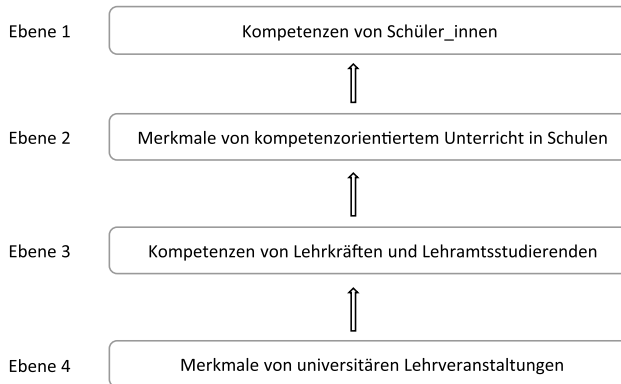 Ebene 1 Kompetenzen von Schüler_innen
Ebene 2 Merkmale von kompetenzorientiertem Unterricht in Schulen
Ebene 3 Kompetenzen von Lehrkräften und Lehramtsstudierenden
Ebene 4 Merkmale von universitären Lehrveranstaltungen